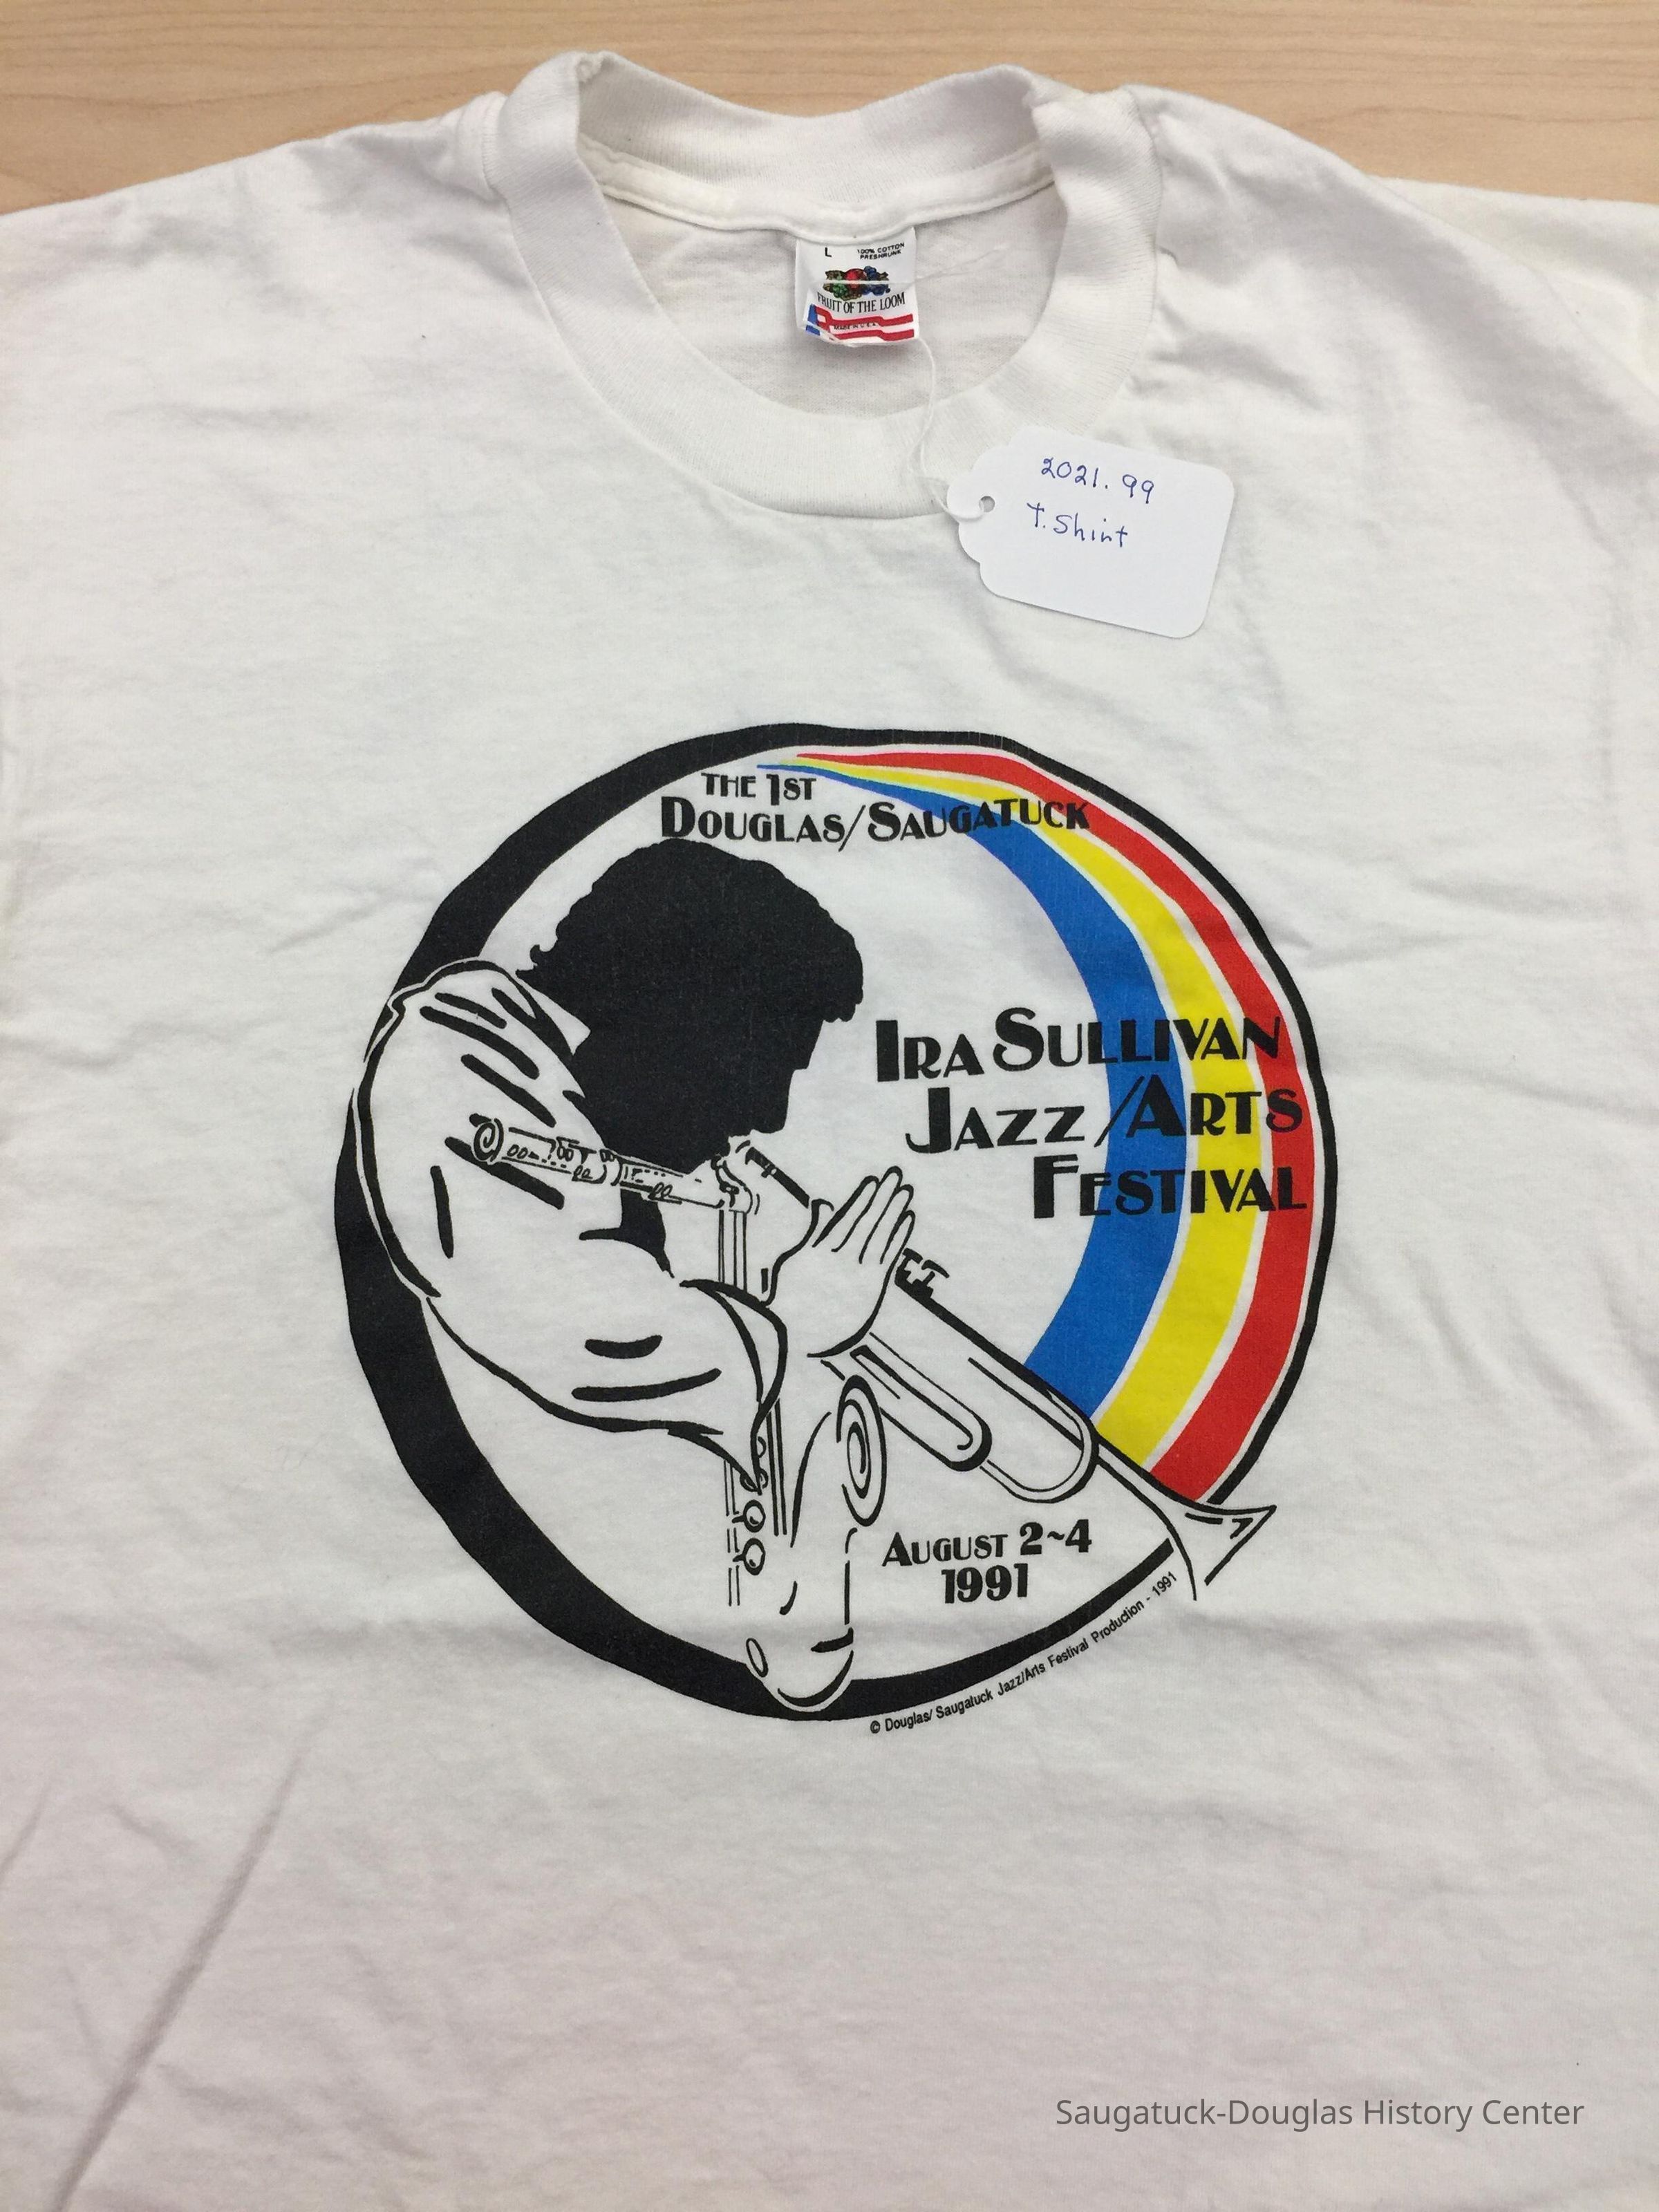 L 100% COTTON
PRESHRUNK
FRUIT OF THE LOOM
2021.99
T. Shirt
THE 1ST
DOUGLAS/SAUGATUCK
IRA SULLIVAN
JAZZ/ARTS
FESTIVAL
AUGUST 2~4
1991
© Douglas/ Saugatuck Jazz/Arts Festival Production - 1991
Saugatuck-Douglas History Center